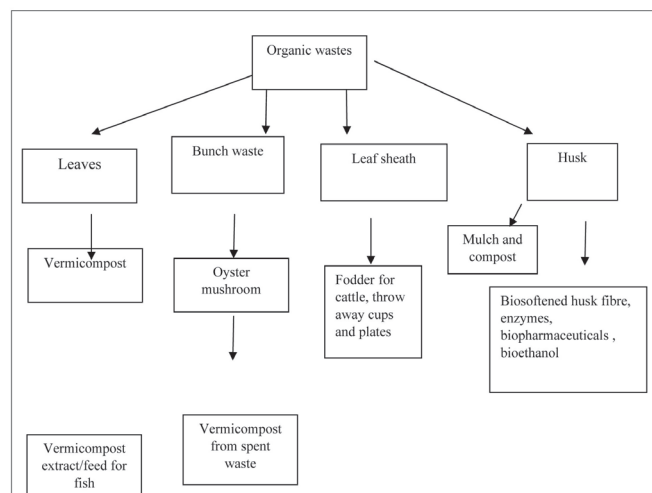 Organic wastes
Leaves
Bunch waste
Leaf sheath
Husk
Vermicompost
Oyster
mushroom
Fodder for
cattle, throw
away cups
and plates
Mulch and
compost
Biosoftened husk fibre,
enzymes,
biopharmaceuticals ,
bioethanol
Vermicompost
extract/feed for
fish
Vermicompost
from spent
waste